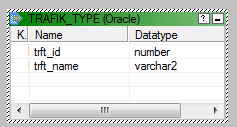 TRAFIK_TYPE (Oracle) ?
K. Name Datatype
trft_id number
trft_name varchar2